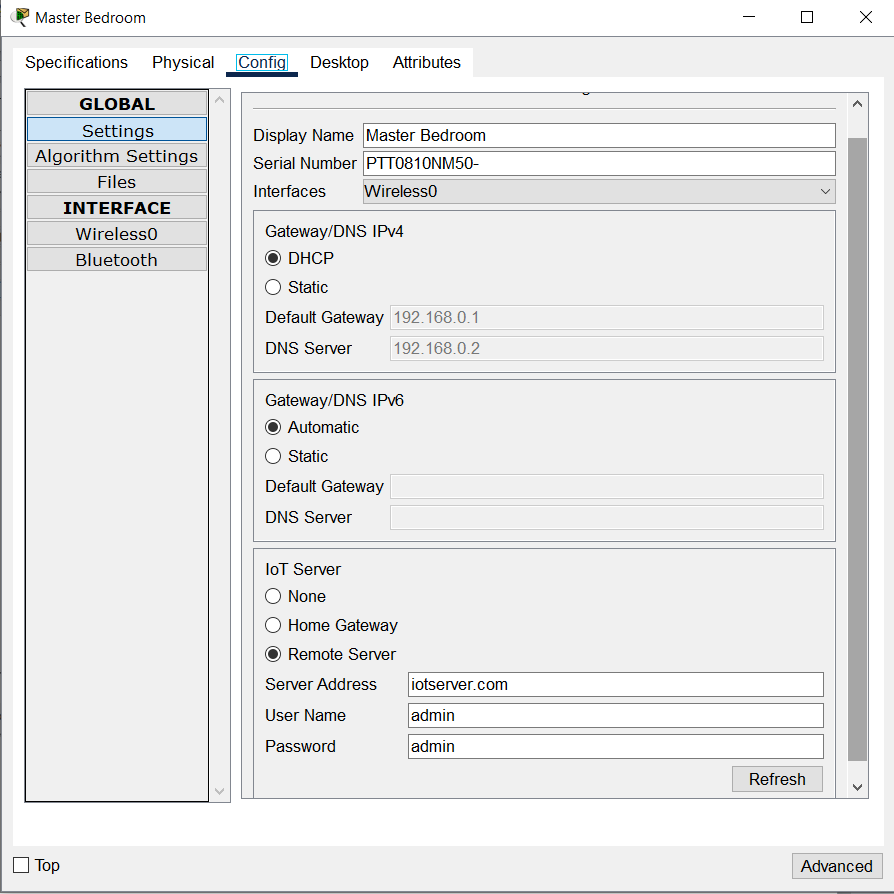 Master Bedroom
Specifications Physical Config Desktop Attributes
GLOBAL
Settings
Algorithm Settings
Files
INTERFACE
Wireless0
Bluetooth
Display Name Master Bedroom
Serial Number PTT0810NM50-
Interfaces Wireless0
Gateway/DNS IPv4
DHCP
Static
Default Gateway 192.168.0.1
DNS Server 192.168.0.2
Gateway/DNS IPv6
Automatic
Static
Default Gateway
DNS Server
IoT Server
None
Home Gateway
Remote Server
Server Address iotserver.com
User Name admin
Password admin
Refresh
Top Advanced